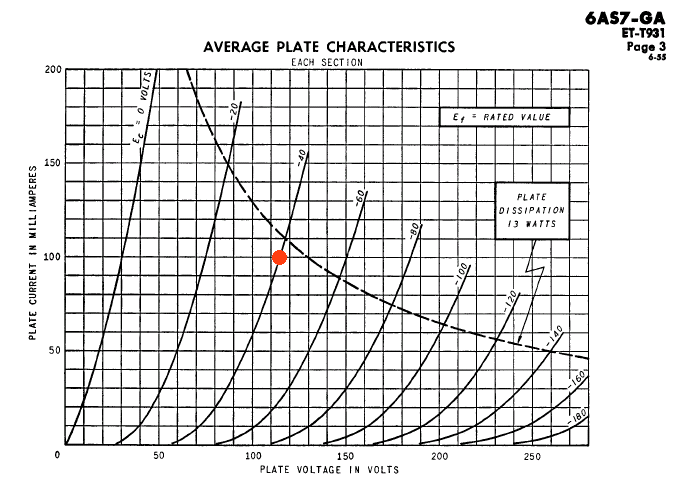 6AS7-GA
ET-T931
Page 3
6-55
AVERAGE PLATE CHARACTERISTICS
EACH SECTION
PLATE CURRENT IN MILLIAMPERES
200
150
100
50
0
50
100
150
200
250
PLATE VOLTAGE IN VOLTS
Ec = 0 VOLTS
-20
-40
-60
-80
-100
-120
-140
-160
-180
Ef = RATED VALUE
PLATE
DISSIPATION
13 WATTS